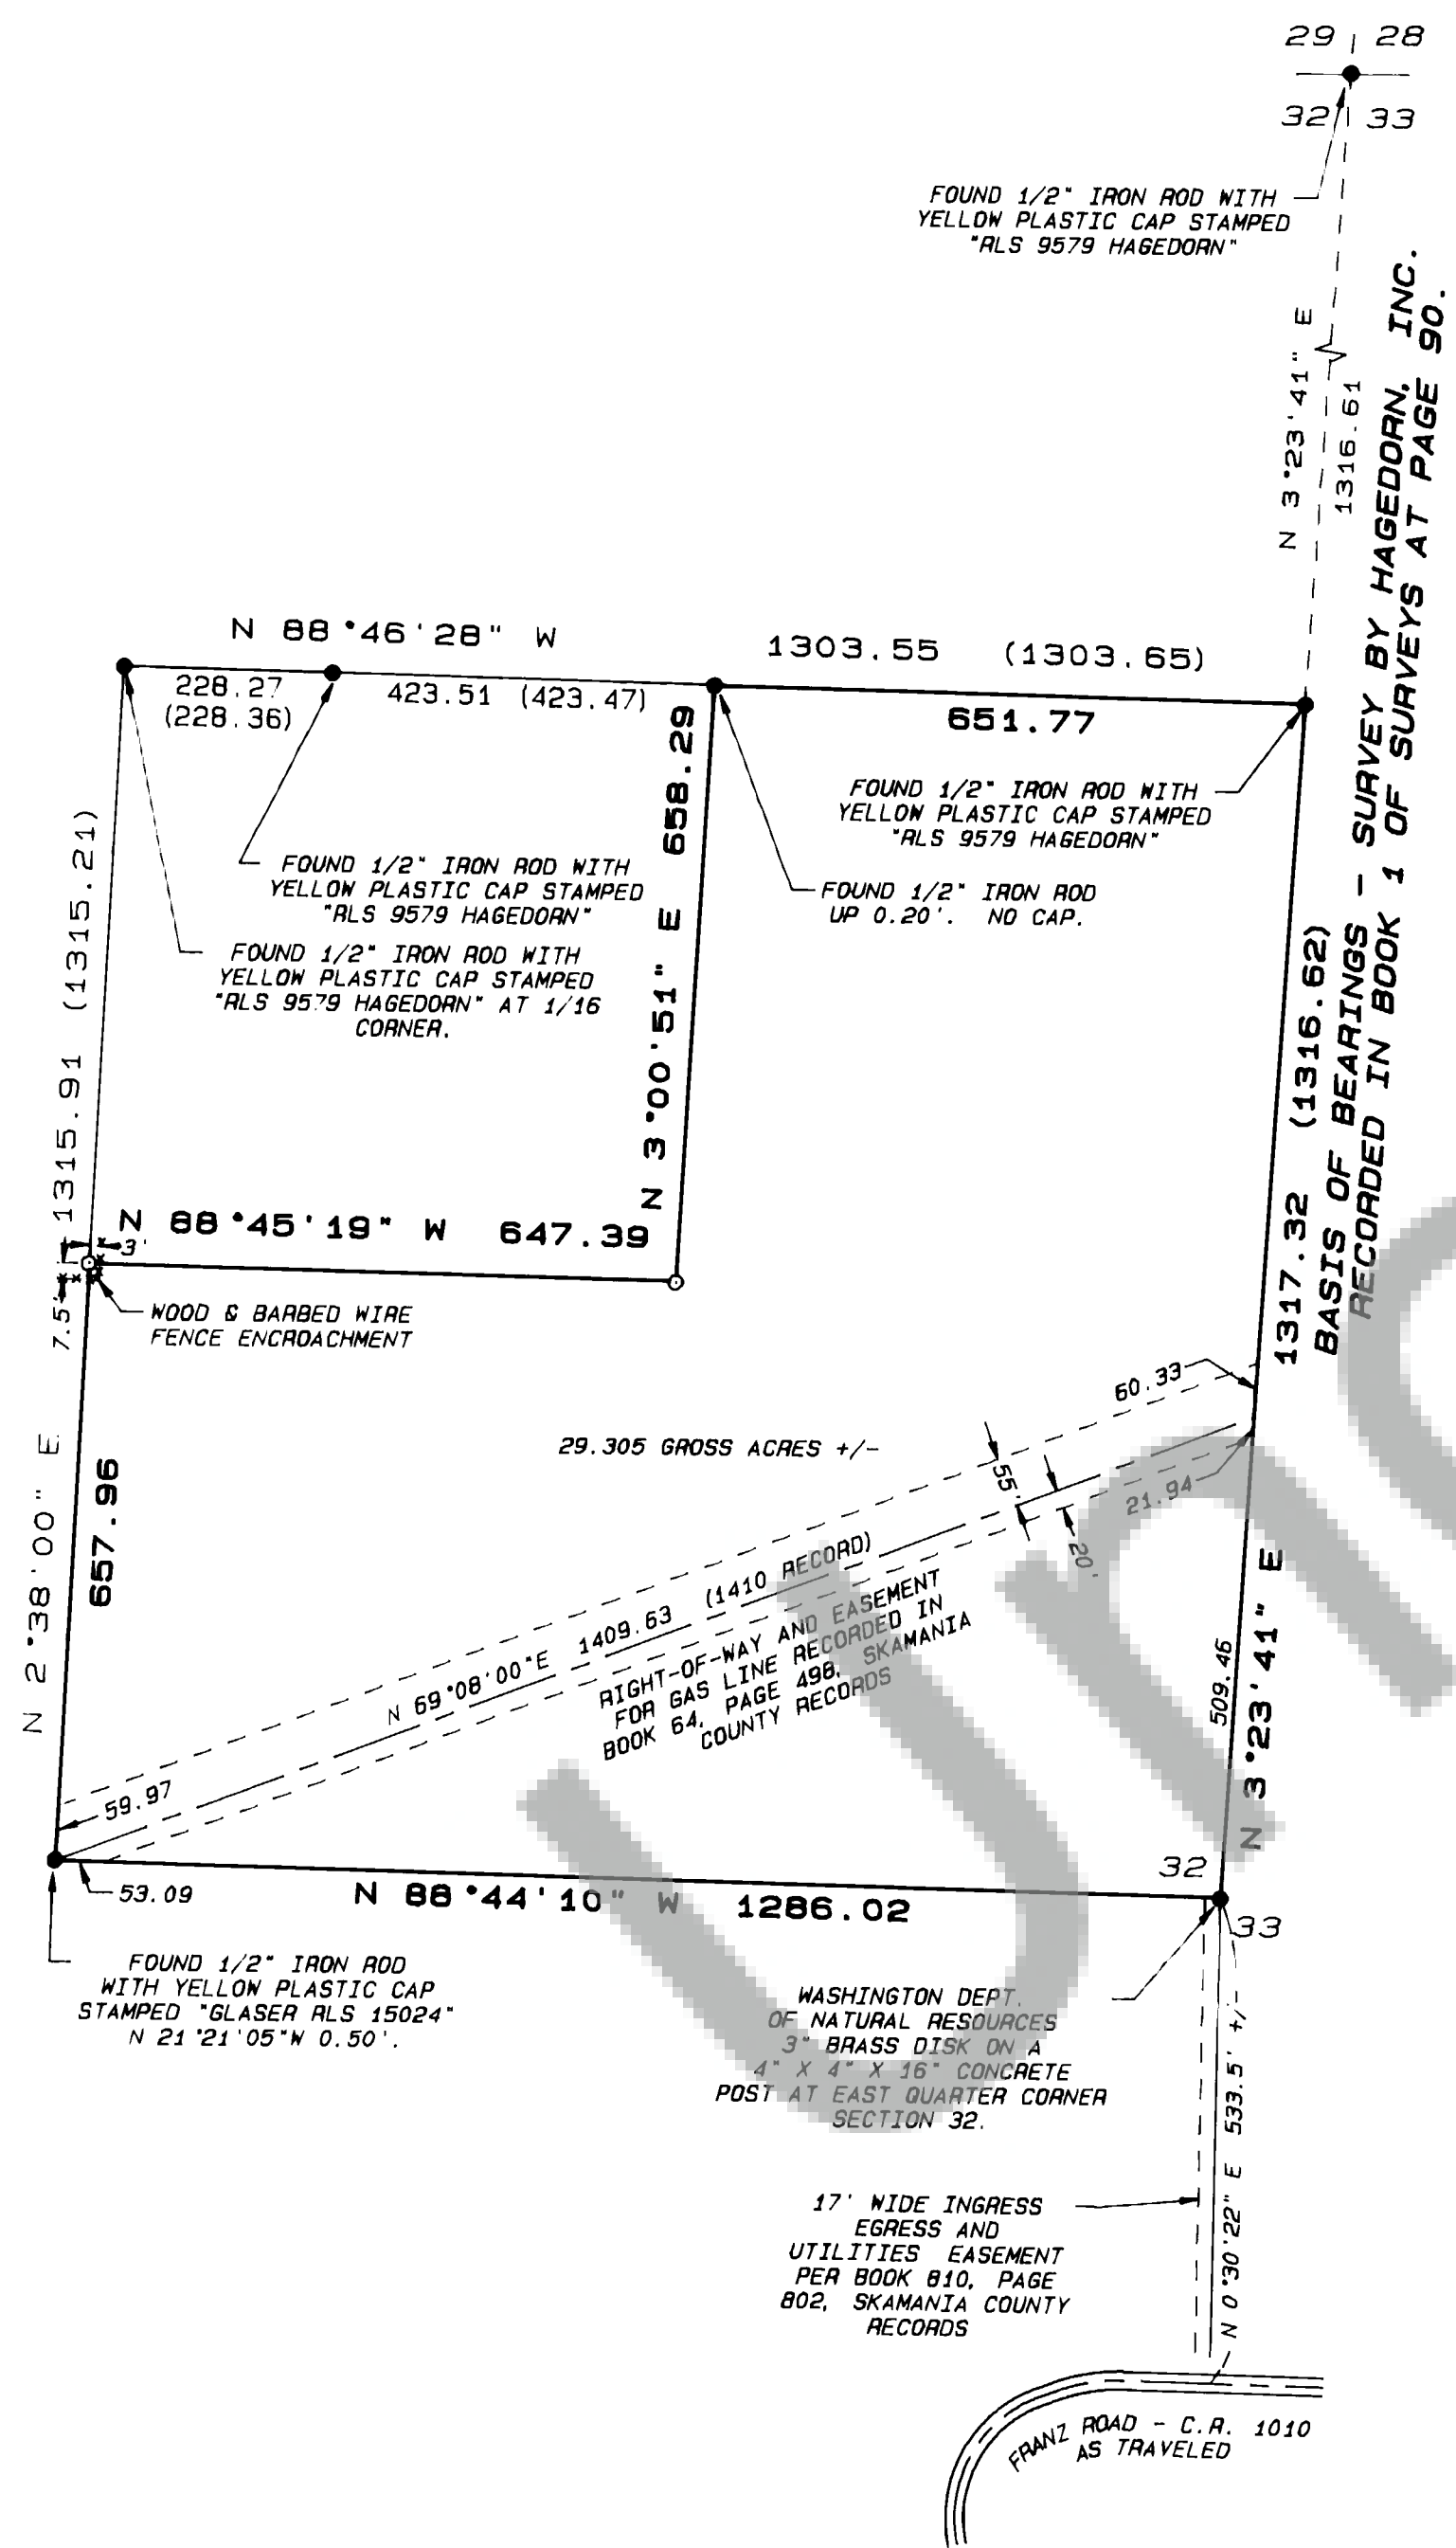 29 28
32 33
FOUND 1/2" IRON ROD WITH
YELLOW PLASTIC CAP STAMPED
"RLS 9579 HAGEDORN"
N 3°23'41" E
1316.61
BASIS OF BEARINGS - SURVEY BY HAGEDORN, INC.
RECORDED IN BOOK 1 OF SURVEYS AT PAGE 90.
N 88°46'28" W
1303.55 (1303.65)
228.27
(228.36)
423.51 (423.47)
651.77
N 3°00'51" E 658.29
FOUND 1/2" IRON ROD WITH
YELLOW PLASTIC CAP STAMPED
"RLS 9579 HAGEDORN"
FOUND 1/2" IRON ROD WITH
YELLOW PLASTIC CAP STAMPED
"RLS 9579 HAGEDORN"
FOUND 1/2" IRON ROD
UP 0.20'. NO CAP.
FOUND 1/2" IRON ROD WITH
YELLOW PLASTIC CAP STAMPED
"RLS 9579 HAGEDORN" AT 1/16
CORNER.
1315.91 (1315.21)
1317.32 (1316.62)
N 88°45'19" W 647.39
3'
7.5'
WOOD & BARBED WIRE
FENCE ENCROACHMENT
60.33
29.305 GROSS ACRES +/-
55'
21.94
20'
N 2°38'00" E
657.96
N 69°08'00"E 1409.63 (1410 RECORD)
RIGHT-OF-WAY AND EASEMENT
FOR GAS LINE RECORDED IN
BOOK 64, PAGE 498, SKAMANIA
COUNTY RECORDS
509.46
N 3°23'41" E
59.97
53.09
N 88°44'10" W 1286.02
32
33
FOUND 1/2" IRON ROD
WITH YELLOW PLASTIC CAP
STAMPED "GLASER RLS 15024"
N 21°21'05"W 0.50'.
WASHINGTON DEPT.
OF NATURAL RESOURCES
3" BRASS DISK ON A
4" X 4" X 16" CONCRETE
POST AT EAST QUARTER CORNER
SECTION 32.
N 0°30'22" E 533.5' +/-
17' WIDE INGRESS
EGRESS AND
UTILITIES EASEMENT
PER BOOK 810, PAGE
802, SKAMANIA COUNTY
RECORDS
FRANZ ROAD - C.R. 1010
AS TRAVELED